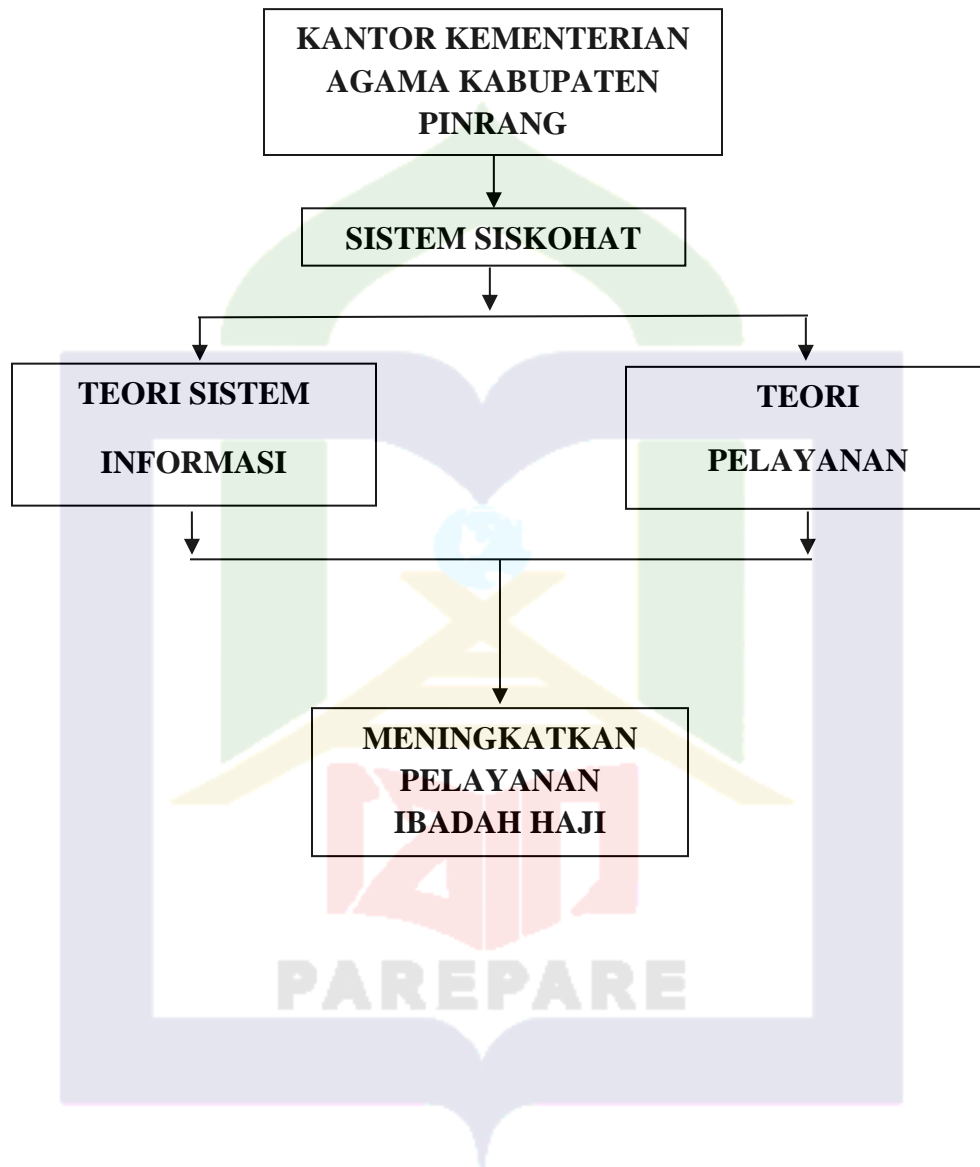 KANTOR KEMENTERIAN
AGAMA KABUPATEN
PINRANG
SISTEM SISKOHAT
TEORI SISTEM
INFORMASI
TEORI
PELAYANAN
MENINGKATKAN
PELAYANAN
IBADAH HAJI
PAREPARE